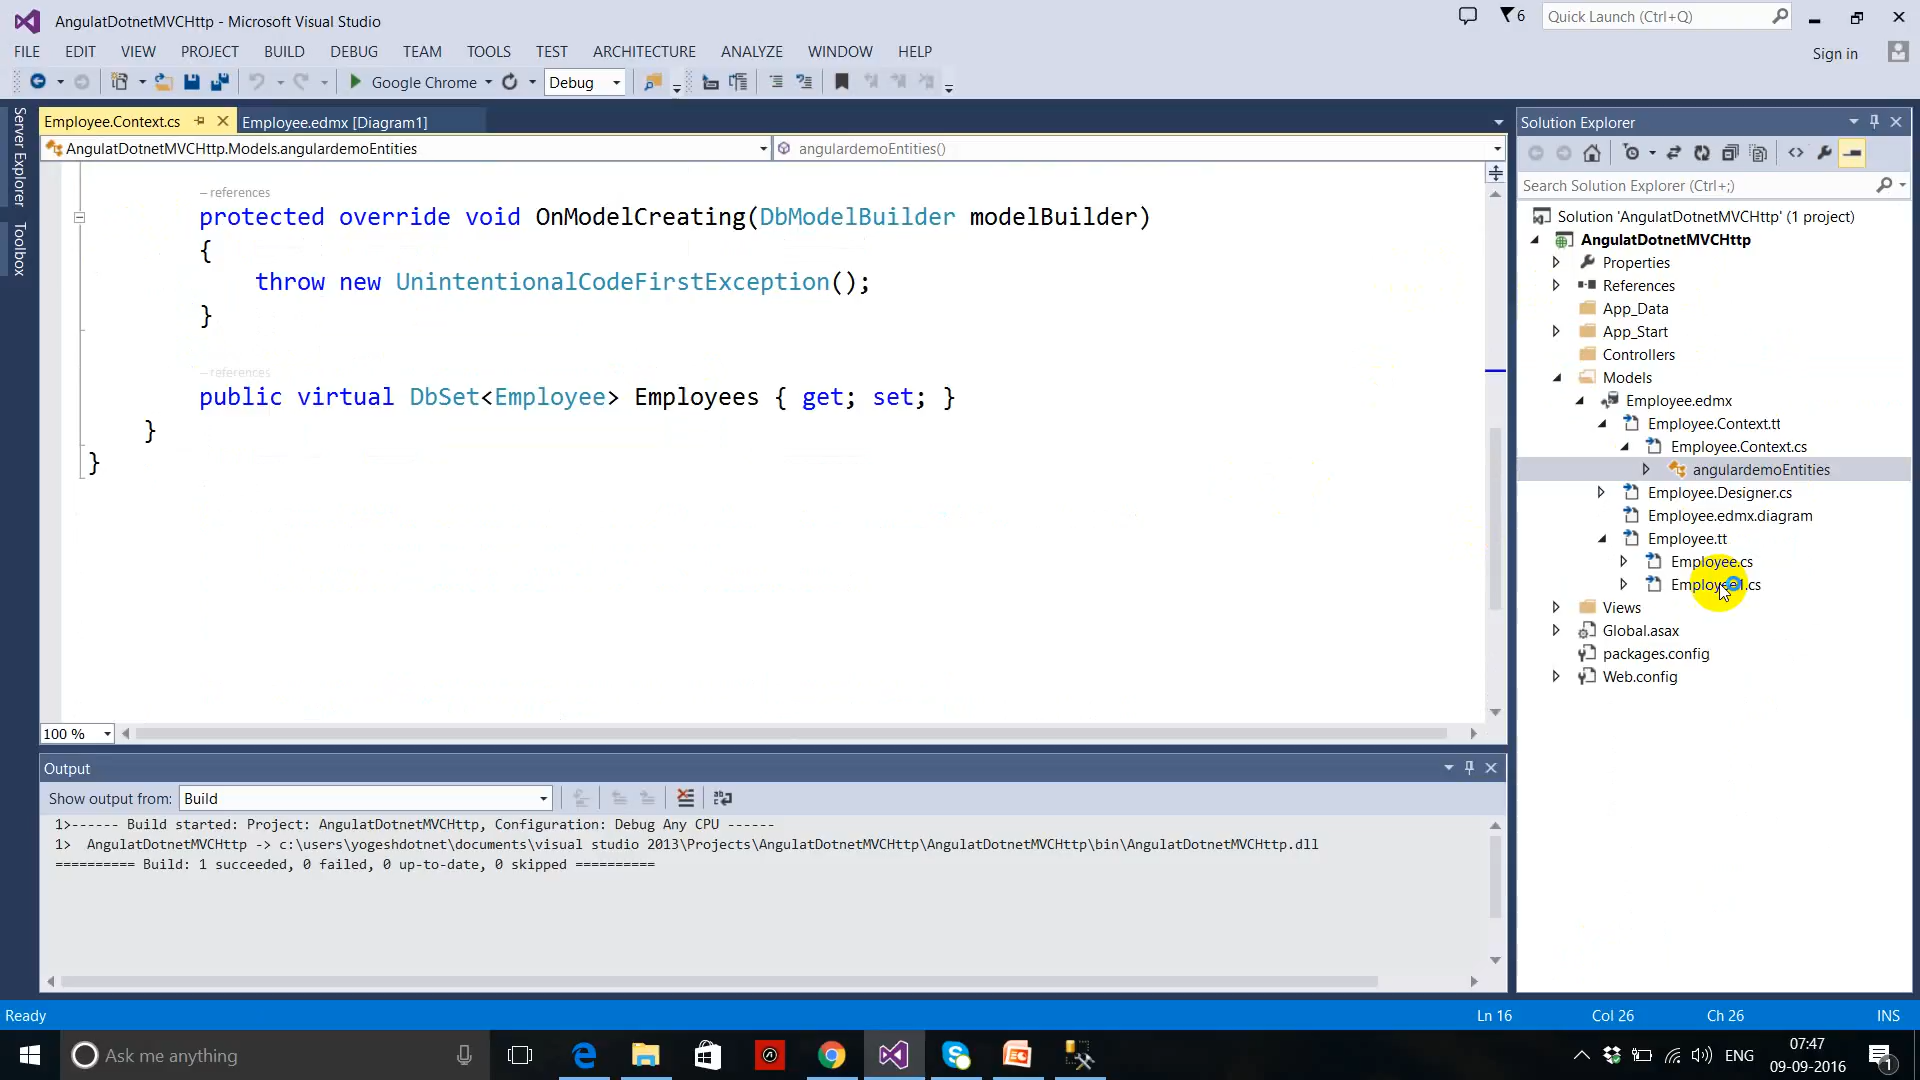 AngulatDotnetMVCHttp - Microsoft Visual Studio
6
Quick Launch (Ctrl+Q)
FILE EDIT VIEW PROJECT BUILD DEBUG TEAM TOOLS TEST ARCHITECTURE ANALYZE WINDOW HELP
Sign in
Google Chrome
Debug
Server Explorer
Toolbox
Employee.Context.cs
Employee.edmx [Diagram1]
AngulatDotnetMVCHttp.Models.angulardemoEntities
angulardemoEntities()
– references
protected override void OnModelCreating(DbModelBuilder modelBuilder)
{
throw new UnintentionalCodeFirstException();
}
– references
public virtual DbSet<Employee> Employees { get; set; }
}
}
100 %
Output
Show output from: Build
1>------ Build started: Project: AngulatDotnetMVCHttp, Configuration: Debug Any CPU ------
1>  AngulatDotnetMVCHttp -> c:\users\yogeshdotnet\documents\visual studio 2013\Projects\AngulatDotnetMVCHttp\AngulatDotnetMVCHttp\bin\AngulatDotnetMVCHttp.dll
========== Build: 1 succeeded, 0 failed, 0 up-to-date, 0 skipped ==========
Solution Explorer
Search Solution Explorer (Ctrl+;)
Solution 'AngulatDotnetMVCHttp' (1 project)
AngulatDotnetMVCHttp
Properties
References
App_Data
App_Start
Controllers
Models
Employee.edmx
Employee.Context.tt
Employee.Context.cs
angulardemoEntities
Employee.Designer.cs
Employee.edmx.diagram
Employee.tt
Employee.cs
Employee1.cs
Views
Global.asax
packages.config
Web.config
Ready
Ln 16
Col 26
Ch 26
INS
Ask me anything
ENG
07:47
09-09-2016
1